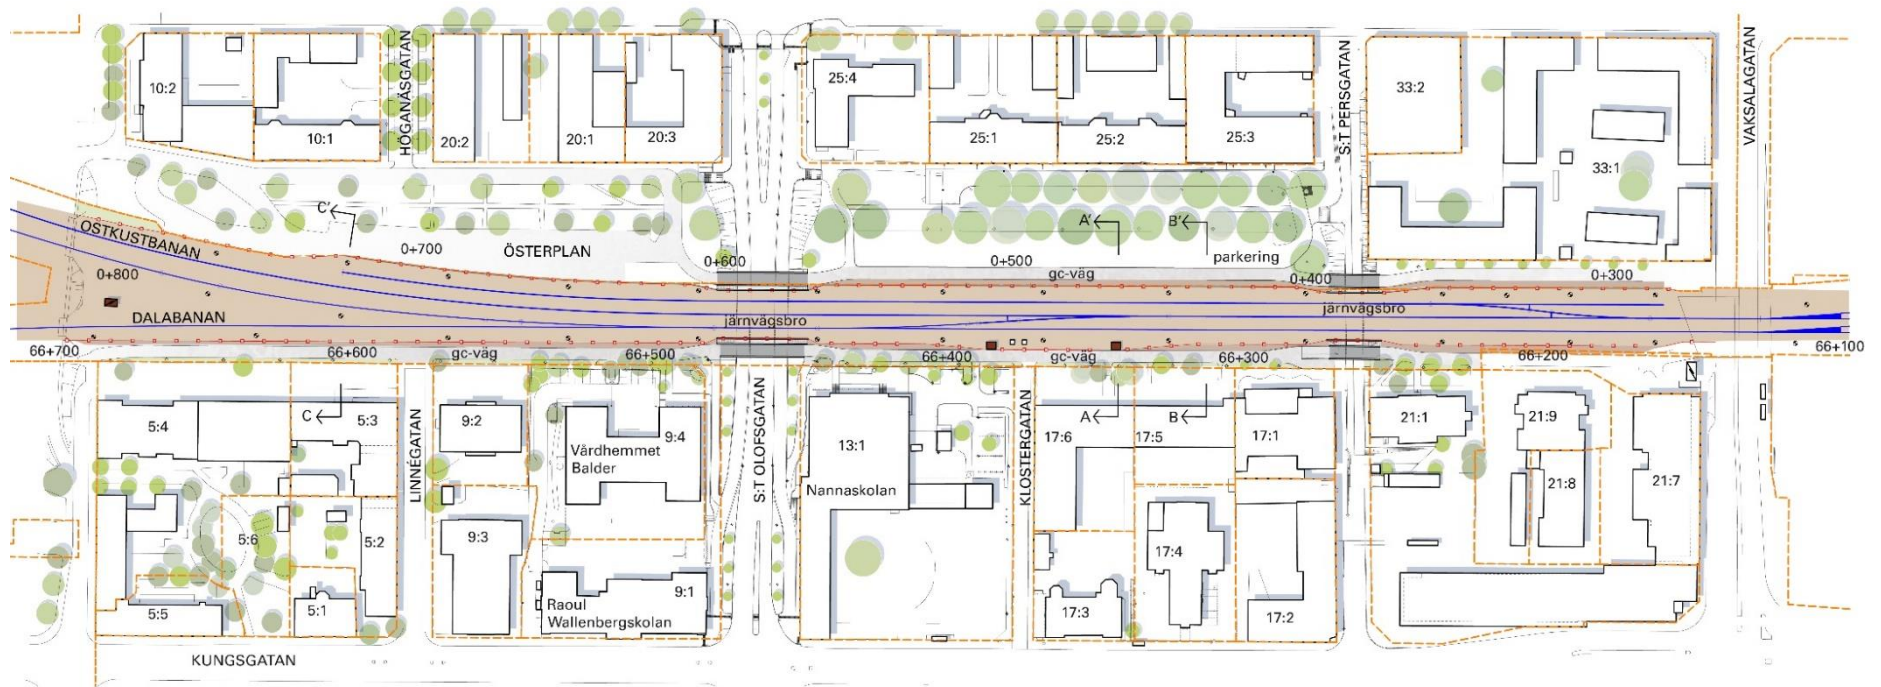 10:2
10:1
HÖGANÄSGATAN
20:2
20:1
20:3
25:4
25:1
25:2
25:3
S:T PERSGATAN
33:2
33:1
VAKSALAGATAN
C'
A'
B'
ÖSTKUSTBANAN
0+800
0+700
ÖSTERPLAN
0+600
0+500
gc-väg
parkering
0+400
0+300
DALABANAN
järnvägsbro
järnvägsbro
66+700
66+600
gc-väg
66+500
66+400
gc-väg
66+300
66+200
66+100
5:4
C
5:3
LINNÉGATAN
9:2
Vårdhemmet
Balder
9:4
S:T OLOFSGATAN
13:1
Nannaskolan
KLOSTERGATAN
17:6
A
17:5
B
17:1
21:1
21:9
21:8
21:7
5:6
5:2
9:3
17:4
5:5
5:1
Raoul
Wallenbergskolan
9:1
17:3
17:2
KUNGSGATAN